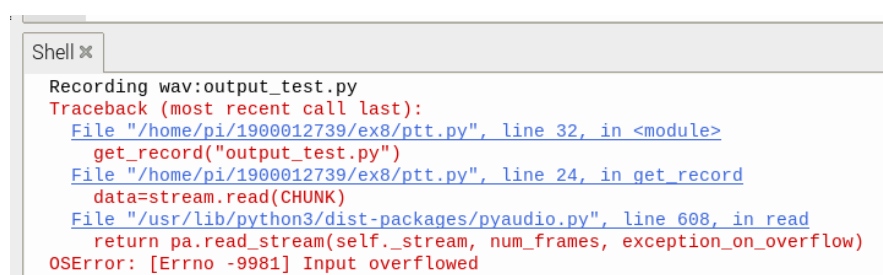 Shell ×
Recording wav:output_test.py
Traceback (most recent call last):
File "/home/pi/1900012739/ex8/ptt.py", line 32, in <module>
get_record("output_test.py")
File "/home/pi/1900012739/ex8/ptt.py", line 24, in get_record
data=stream.read(CHUNK)
File "/usr/lib/python3/dist-packages/pyaudio.py", line 608, in read
return pa.read_stream(self._stream, num_frames, exception_on_overflow)
OSError: [Errno -9981] Input overflowed